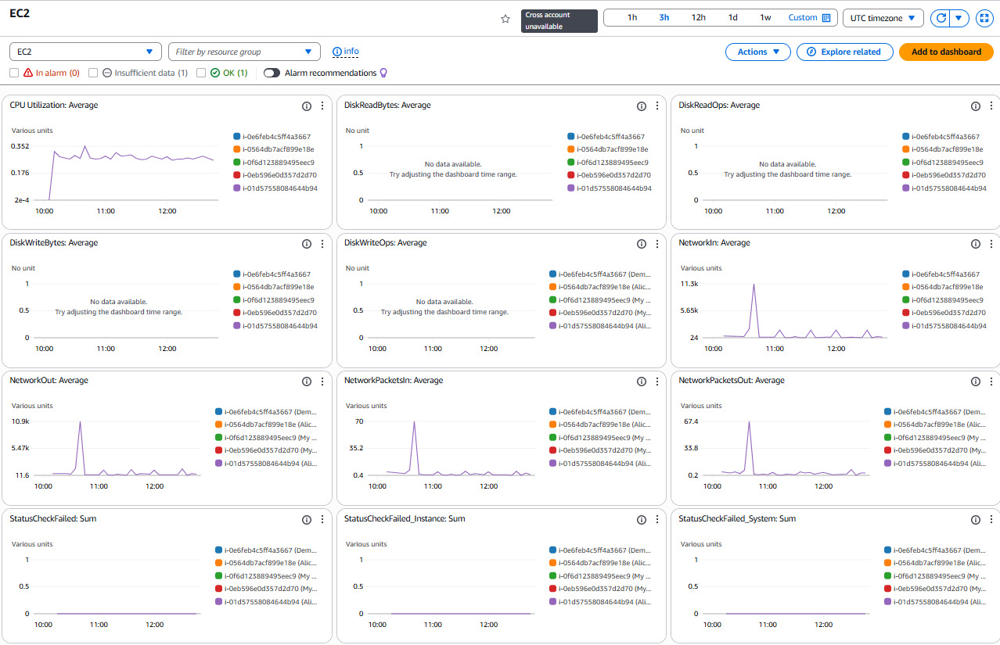 EC2
Cross account
unavailable
1h 3h 12h 1d 1w Custom UTC timezone
EC2 Filter by resource group info Actions Explore related Add to dashboard
In alarm (0) Insufficient data (1) OK (1) Alarm recommendations
CPU Utilization: Average
Various units
0.352
0.176
2e-4
10:00 11:00 12:00
i-0e6feb4c5ff4a3667
i-0564db7acf899e18e
i-0f6d123889495eec9
i-0eb596e0d357d2d70
i-01d57558084644b94
DiskReadBytes: Average
No unit
1
0.5
0
No data available.
Try adjusting the dashboard time range.
10:00 11:00 12:00
i-0e6feb4c5ff4a3667
i-0564db7acf899e18e
i-0f6d123889495eec9
i-0eb596e0d357d2d70
i-01d57558084644b94
DiskReadOps: Average
No unit
1
0.5
0
No data available.
Try adjusting the dashboard time range.
10:00 11:00 12:00
i-0e6feb4c5ff4a3667
i-0564db7acf899e18e
i-0f6d123889495eec9
i-0eb596e0d357d2d70
i-01d57558084644b94
DiskWriteBytes: Average
No unit
1
0.5
0
No data available.
Try adjusting the dashboard time range.
10:00 11:00 12:00
i-0e6feb4c5ff4a3667
i-0564db7acf899e18e
i-0f6d123889495eec9
i-0eb596e0d357d2d70
i-01d57558084644b94
DiskWriteOps: Average
No unit
1
0.5
0
No data available.
Try adjusting the dashboard time range.
10:00 11:00 12:00
i-0e6feb4c5ff4a3667 (Dem...
i-0564db7acf899e18e (Alic...
i-0f6d123889495eec9 (My ...
i-0eb596e0d357d2d70 (My...
i-01d57558084644b94 (Ali...
NetworkIn: Average
Various units
11.3k
5.65k
24
10:00 11:00 12:00
i-0e6feb4c5ff4a3667
i-0564db7acf899e18e
i-0f6d123889495eec9
i-0eb596e0d357d2d70
i-01d57558084644b94
NetworkOut: Average
Various units
10.9k
5.47k
11.6
10:00 11:00 12:00
i-0e6feb4c5ff4a3667 (Dem...
i-0564db7acf899e18e (Alic...
i-0f6d123889495eec9 (My ...
i-0eb596e0d357d2d70 (My...
i-01d57558084644b94 (Ali...
NetworkPacketsIn: Average
Various units
70
35.2
0.4
10:00 11:00 12:00
i-0e6feb4c5ff4a3667 (Dem...
i-0564db7acf899e18e (Alic...
i-0f6d123889495eec9 (My ...
i-0eb596e0d357d2d70 (My...
i-01d57558084644b94 (Ali...
NetworkPacketsOut: Average
Various units
67.4
33.8
0.2
10:00 11:00 12:00
i-0e6feb4c5ff4a3667 (Dem...
i-0564db7acf899e18e (Alic...
i-0f6d123889495eec9 (My ...
i-0eb596e0d357d2d70 (My...
i-01d57558084644b94 (Ali...
StatusCheckFailed: Sum
Various units
1
0.5
0
10:00 11:00 12:00
i-0e6feb4c5ff4a3667 (Dem...
i-0564db7acf899e18e (Alic...
i-0f6d123889495eec9 (My ...
i-0eb596e0d357d2d70 (My...
i-01d57558084644b94 (Ali...
StatusCheckFailed_Instance: Sum
Various units
1
0.5
0
10:00 11:00 12:00
i-0e6feb4c5ff4a3667 (Dem...
i-0564db7acf899e18e (Alic...
i-0f6d123889495eec9 (My ...
i-0eb596e0d357d2d70 (My...
i-01d57558084644b94 (Ali...
StatusCheckFailed_System: Sum
Various units
1
0.5
0
10:00 11:00 12:00
i-0e6feb4c5ff4a3667 (Dem...
i-0564db7acf899e18e (Alic...
i-0f6d123889495eec9 (My ...
i-0eb596e0d357d2d70 (My...
i-01d57558084644b94 (Ali...